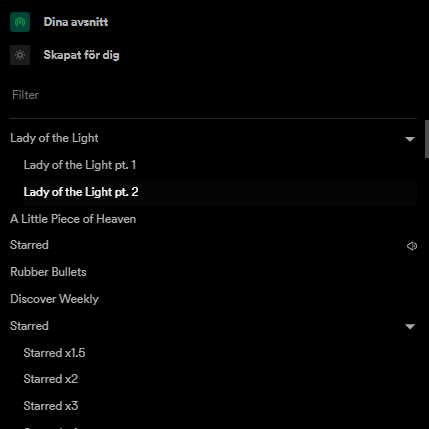 Dina avsnitt
Skapat för dig
Filter
Lady of the Light
Lady of the Light pt. 1
Lady of the Light pt. 2
A Little Piece of Heaven
Starred
Rubber Bullets
Discover Weekly
Starred
Starred x1.5
Starred x2
Starred x3